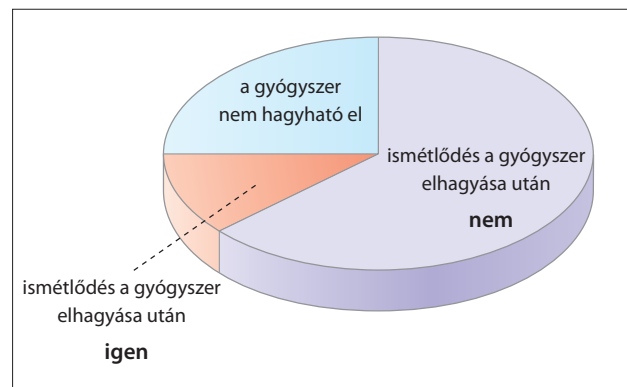 a gyógyszer
nem hagyható el
ismétlődés a gyógyszer
elhagyása után
nem
ismétlődés a gyógyszer
elhagyása után
igen